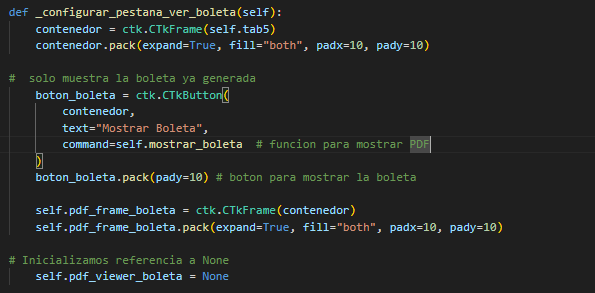 def _configurar_pestana_ver_boleta(self):
    contenedor = ctk.CTkFrame(self.tab5)
    contenedor.pack(expand=True, fill="both", padx=10, pady=10)

#  solo muestra la boleta ya generada
    boton_boleta = ctk.CTkButton(
        contenedor,
        text="Mostrar Boleta",
        command=self.mostrar_boleta  # funcion para mostrar PDF
    )
    boton_boleta.pack(pady=10) # boton para mostrar la boleta

    self.pdf_frame_boleta = ctk.CTkFrame(contenedor)
    self.pdf_frame_boleta.pack(expand=True, fill="both", padx=10, pady=10)

# Inicializamos referencia a None
    self.pdf_viewer_boleta = None